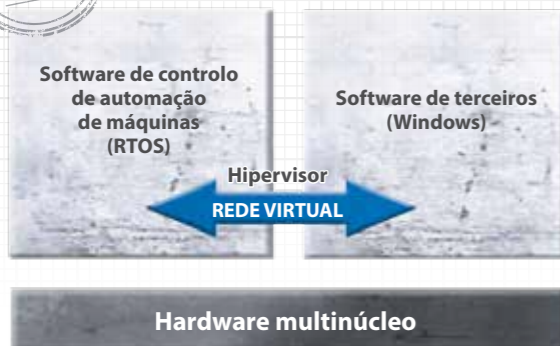 Software de controlo
de automação
de máquinas
(RTOS)
Software de terceiros
(Windows)
Hipervisor
REDE VIRTUAL
Hardware multinúcleo